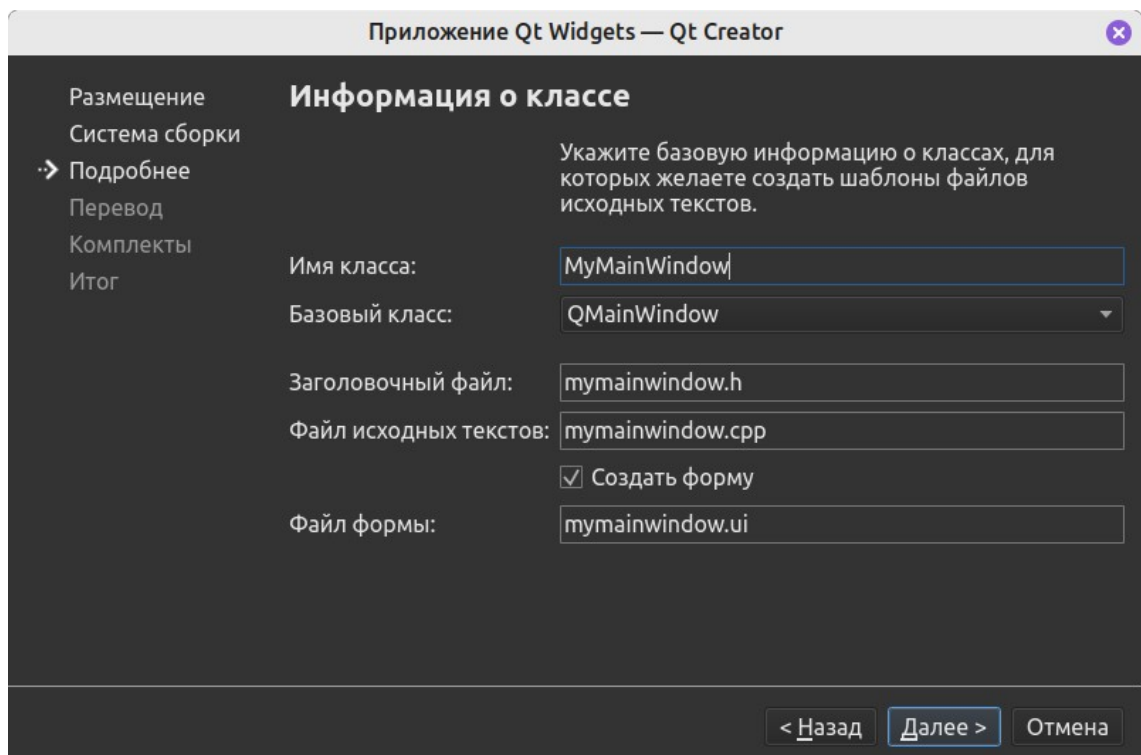 Приложение Qt Widgets — Qt Creator
Размещение
Система сборки
Подробнее
Перевод
Комплекты
Итог
Информация о классе
Укажите базовую информацию о классах, для
которых желаете создать шаблоны файлов
исходных текстов.
Имя класса: MyMainWindow
Базовый класс: QMainWindow
Заголовочный файл: mymainwindow.h
Файл исходных текстов: mymainwindow.cpp
Создать форму
Файл формы: mymainwindow.ui
< Назад Далее > Отмена